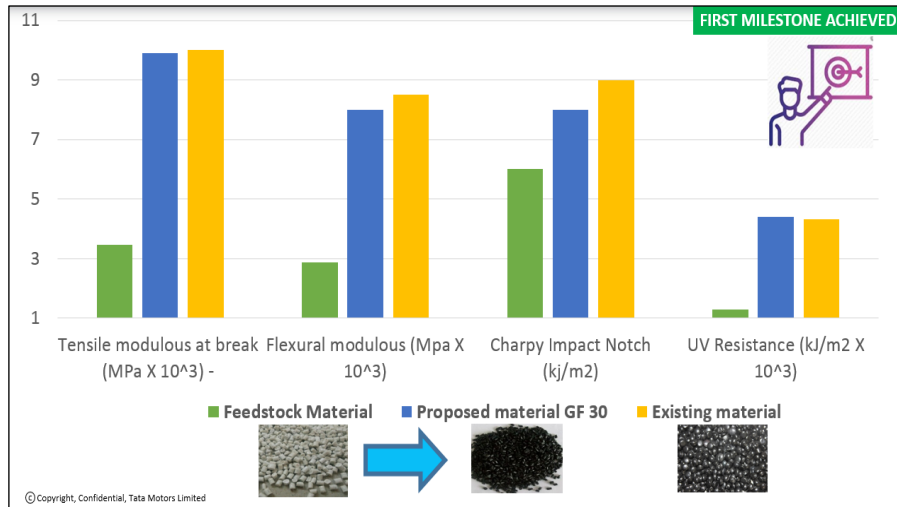 FIRST MILESTONE ACHIEVED
11
9
7
5
3
1
Tensile modulous at break
(MPa X 10^3) -
Flexural modulous (Mpa X
10^3)
Charpy Impact Notch
(kj/m2)
UV Resistance (kJ/m2 X
10^3)
Feedstock Material
Proposed material GF 30
Existing material
©Copyright, Confidential, Tata Motors Limited